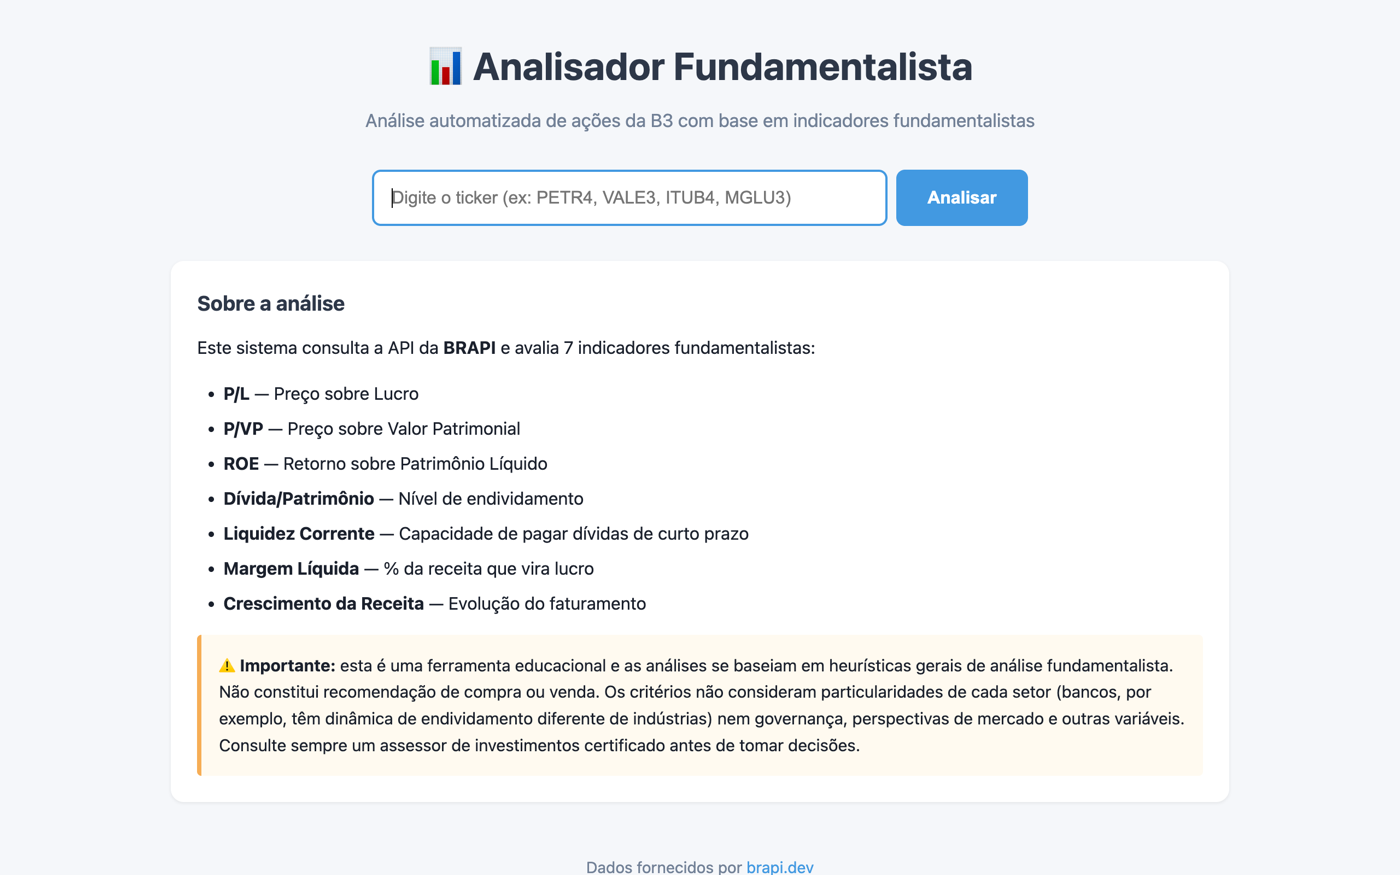 Analisador Fundamentalista
Análise automatizada de ações da B3 com base em indicadores fundamentalistas
Digite o ticker (ex: PETR4, VALE3, ITUB4, MGLU3)
Analisar
Sobre a análise
Este sistema consulta a API da BRAPI e avalia 7 indicadores fundamentalistas:
• P/L — Preço sobre Lucro
• P/VP — Preço sobre Valor Patrimonial
• ROE — Retorno sobre Patrimônio Líquido
• Dívida/Patrimônio — Nível de endividamento
• Liquidez Corrente — Capacidade de pagar dívidas de curto prazo
• Margem Líquida — % da receita que vira lucro
• Crescimento da Receita — Evolução do faturamento
⚠️ Importante: esta é uma ferramenta educacional e as análises se baseiam em heurísticas gerais de análise fundamentalista.
Não constitui recomendação de compra ou venda. Os critérios não consideram particularidades de cada setor (bancos, por
exemplo, têm dinâmica de endividamento diferente de indústrias) nem governança, perspectivas de mercado e outras variáveis.
Consulte sempre um assessor de investimentos certificado antes de tomar decisões.
Dados fornecidos por brapi.dev